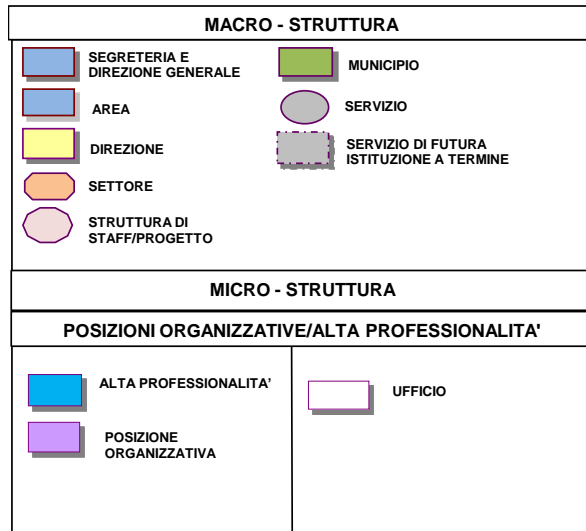 MACRO - STRUTTURA
SEGRETERIA E
DIREZIONE GENERALE
AREA
DIREZIONE
SETTORE
STRUTTURA DI
STAFF/PROGETTO
MUNICIPIO
SERVIZIO
SERVIZIO DI FUTURA
ISTITUZIONE A TERMINE
MICRO - STRUTTURA
POSIZIONI ORGANIZZATIVE/ALTA PROFESSIONALITA'
ALTA PROFESSIONALITA’
POSIZIONE
ORGANIZZATIVA
UFFICIO